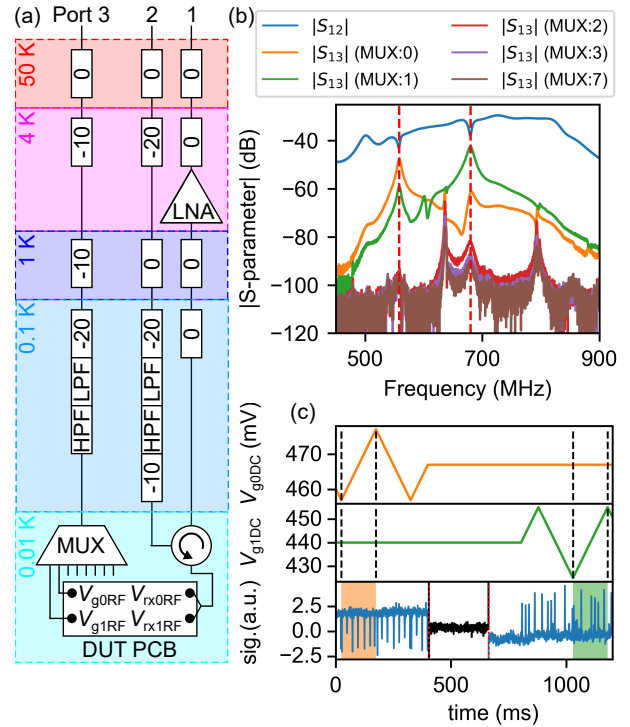 (a) Port 3 2 1
50 K 0 0 0
4 K -10 -20 0
LNA
1 K -10 0 0
0.1 K HPF LPF -20 -10 HPF LPF -20 0
0.01 K
MUX
Vg0RF Vrx0RF
Vg1RF Vrx1RF
DUT PCB
(b)
|S12| |S13| (MUX:2)
|S13| (MUX:0) |S13| (MUX:3)
|S13| (MUX:1) |S13| (MUX:7)
|S-parameter| (dB)
−40
−60
−80
−100
−120
500 700 900
Frequency (MHz)
(c)
Vg0DC (mV)
470
460
Vg1DC
450
440
430
sig.(a.u.)
2.5
0.0
−2.5
0 500 1000
time (ms)